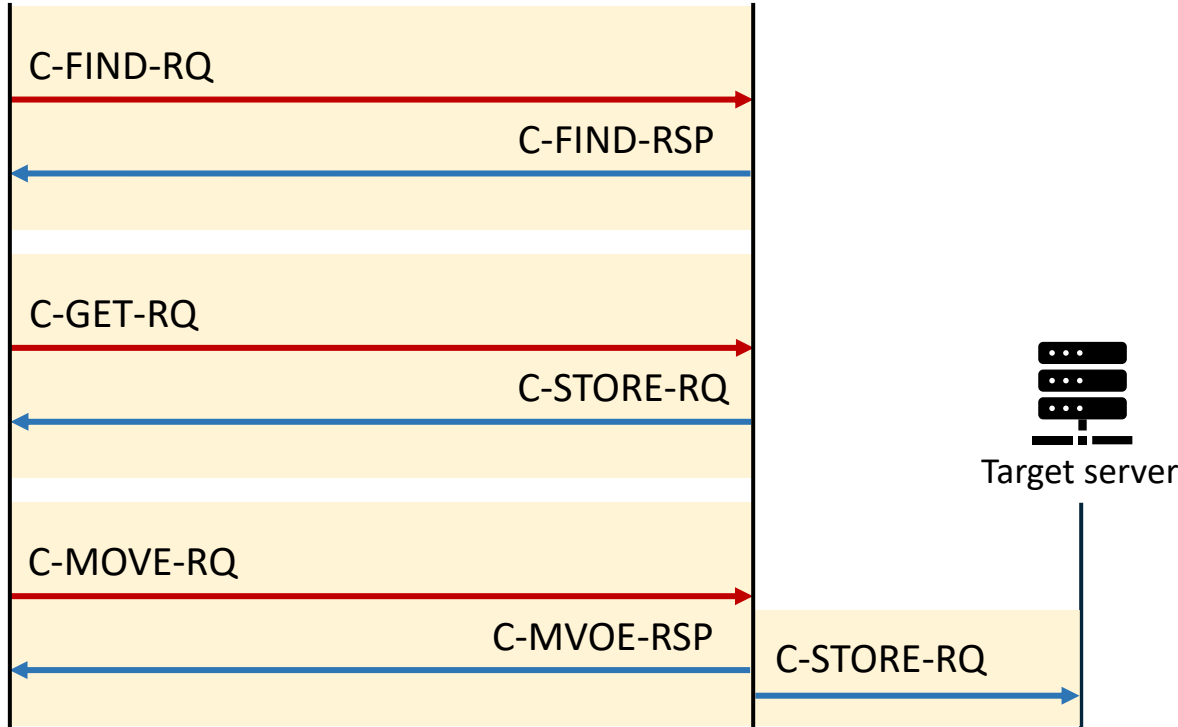 C-FIND-RQ
C-FIND-RSP
C-GET-RQ
C-STORE-RQ
Target server
C-MOVE-RQ
C-MVOE-RSP
C-STORE-RQ